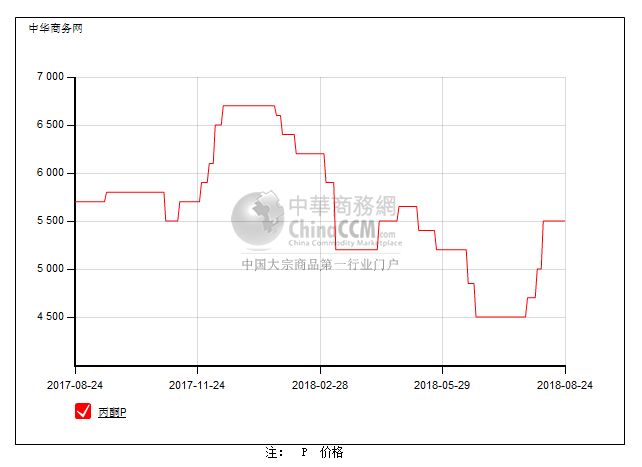 中华商务网
7 000
6 500
6 000
5 500
5 000
4 500
中華商務網
ChinaCCM.com
China Commodity Marketplace
中国大宗商品第一行业门户
2017-08-24 2017-11-24 2018-02-28 2018-05-29 2018-08-24
丙酮P
注： P 价格